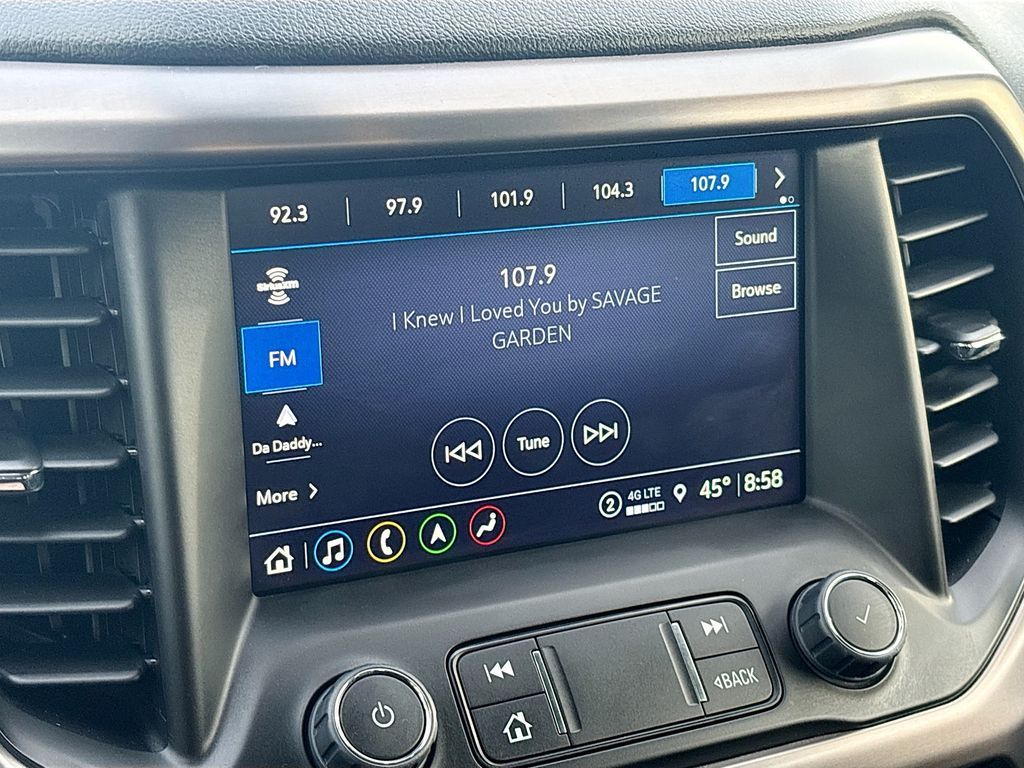 92.3 97.9 101.9 104.3 107.9
SiriusXM
Sound
107.9
I Knew I Loved You by SAVAGE
GARDEN
Browse
FM
Da Daddy...
Tune
More
2 4G LTE 45° 8:58
BACK